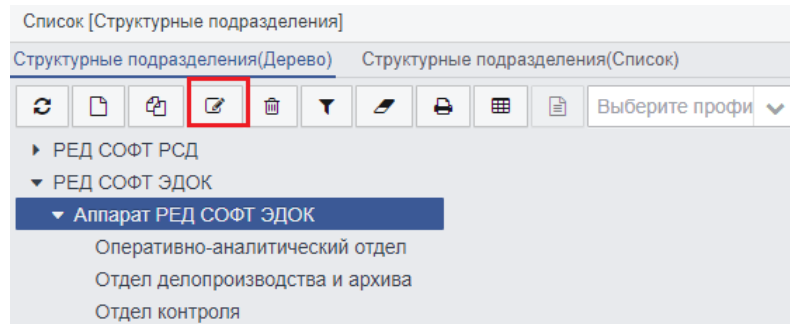 Список [Структурные подразделения]
Структурные подразделения(Дерево) Структурные подразделения(Список)
Выберите профи
РЕД СОФТ РСД
РЕД СОФТ ЭДОК
Аппарат РЕД СОФТ ЭДОК
Оперативно-аналитический отдел
Отдел делопроизводства и архива
Отдел контроля